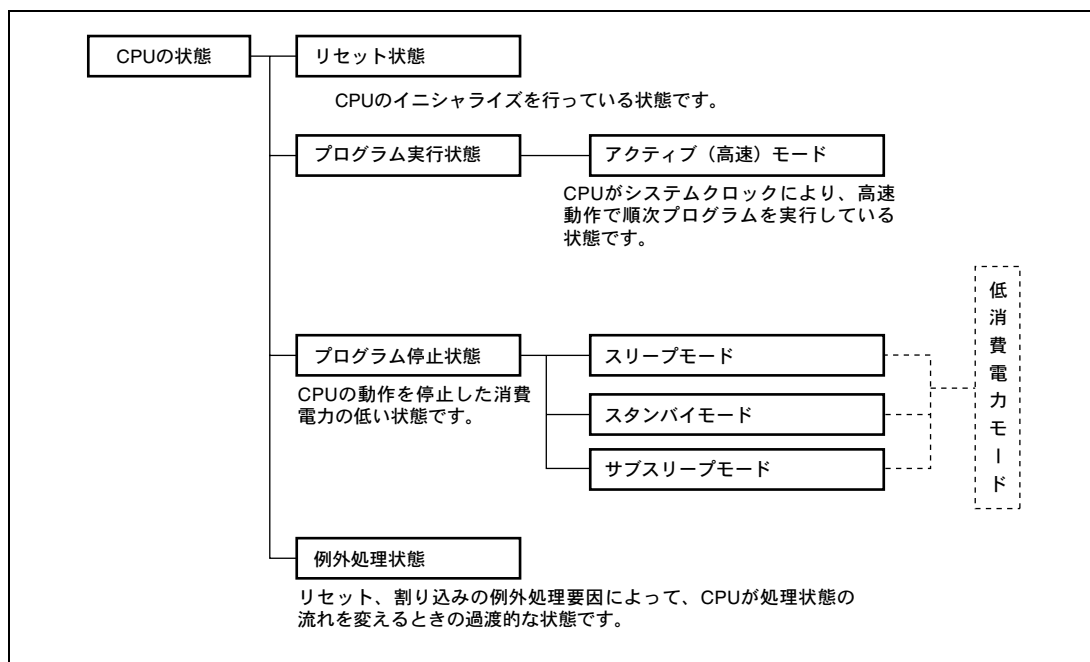 CPUの状態
リセット状態
CPUのイニシャライズを行っている状態です。
プログラム実行状態
アクティブ（高速）モード
CPUがシステムクロックにより、高速
動作で順次プログラムを実行している
状態です。
プログラム停止状態
CPUの動作を停止した消費
電力の低い状態です。
スリープモード
スタンバイモード
サブスリープモード
低消費電力モード
例外処理状態
リセット、割り込みの例外処理要因によって、CPUが処理状態の
流れを変えるときの過渡的な状態です。